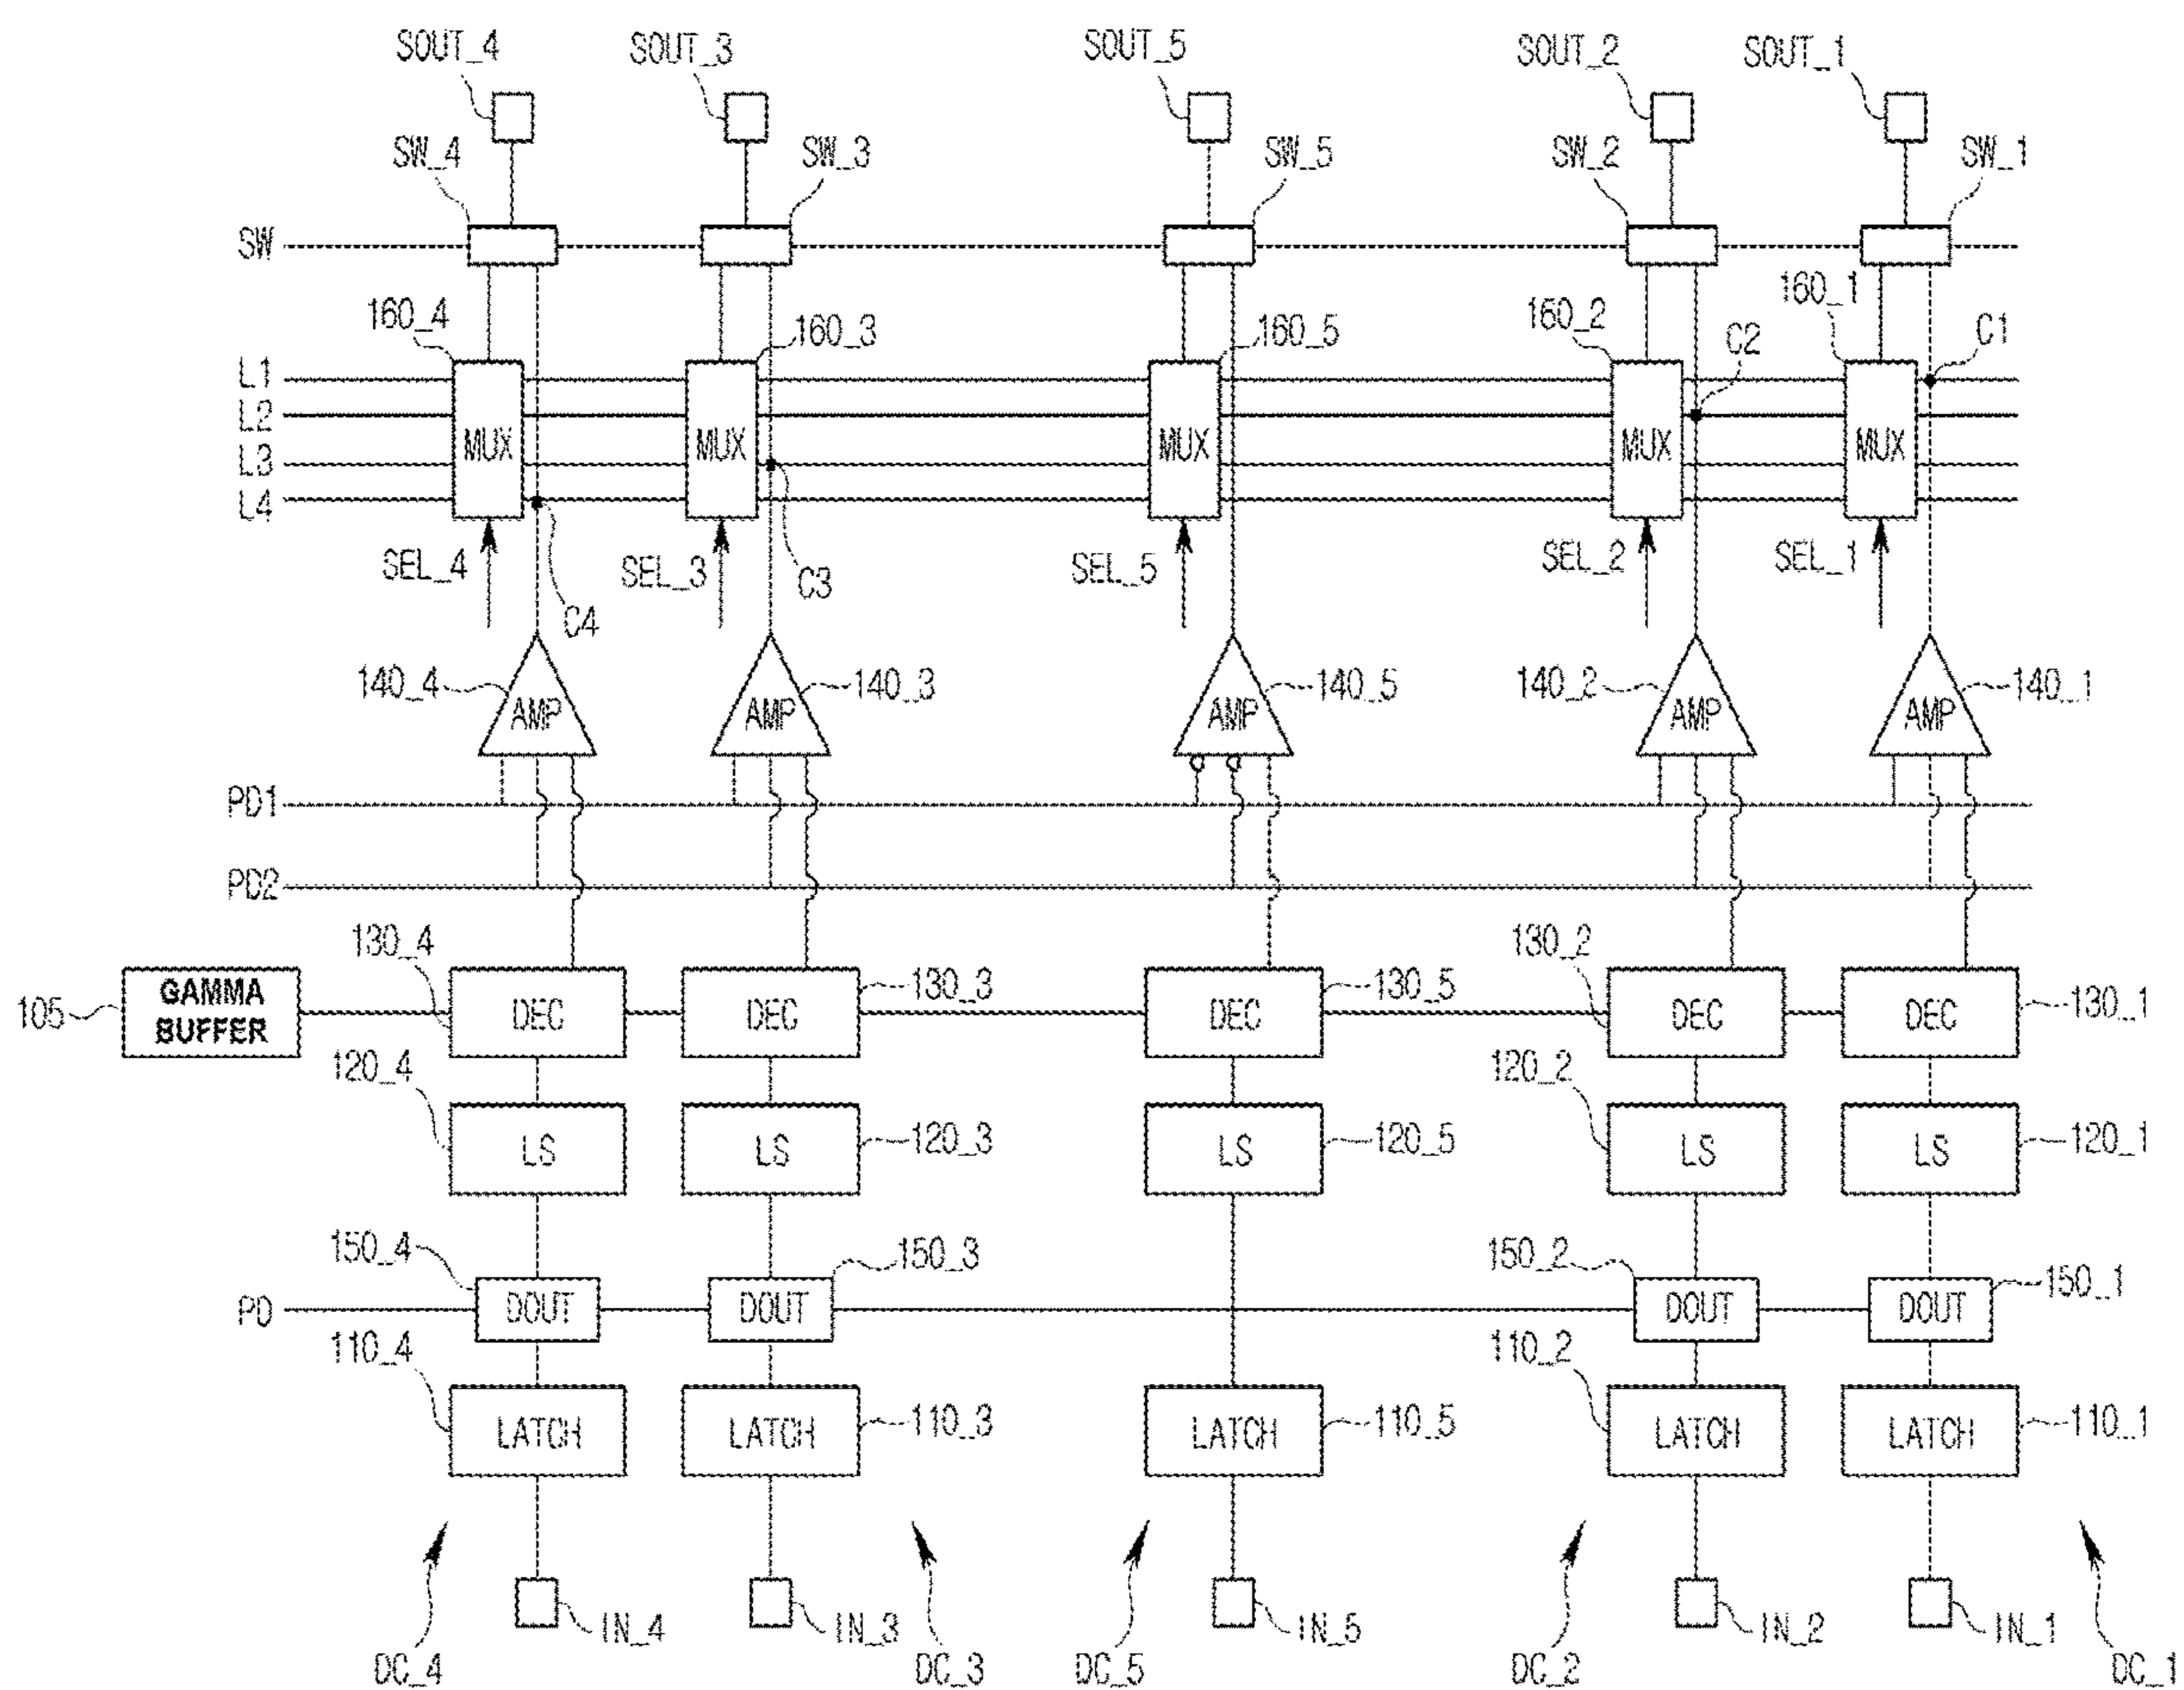 SOUT_4 SOUT_3 SOUT_5 SOUT_2 SOUT_1
SW_4 SW_3 SW_5 SW_2 SW_1
SW
160_4 160_3 160_5 160_2 160_1
C2 C1
L1
L2
L3
L4
MUX MUX MUX MUX MUX
SEL_4 SEL_3 SEL_5 SEL_2 SEL_1
C4 C3
140_4 140_3 140_5 140_2 140_1
AMP AMP AMP AMP AMP
PD1
PD2
130_4 130_3 130_5 130_2 130_1
105
GAMMA
BUFFER
DEC DEC DEC DEC DEC
120_4 120_3 120_5 120_2 120_1
LS LS LS LS LS
150_4 150_3 150_2 150_1
PD
DOUT DOUT DOUT DOUT
110_4 110_3 110_5 110_2 110_1
LATCH LATCH LATCH LATCH LATCH
IN_4 IN_3 IN_5 IN_2 IN_1
DC_4 DC_3 DC_5 DC_2 DC_1